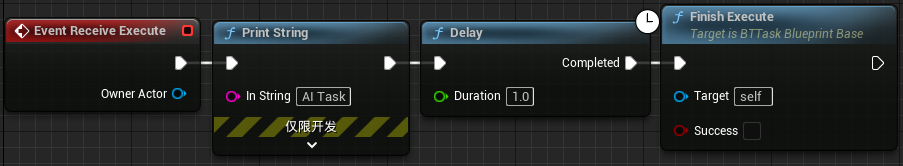 Event Receive Execute
Owner Actor
Print String
In String AI Task
仅限开发
Delay
Completed
Duration 1.0
Finish Execute
Target is BTTask Blueprint Base
Target self
Success